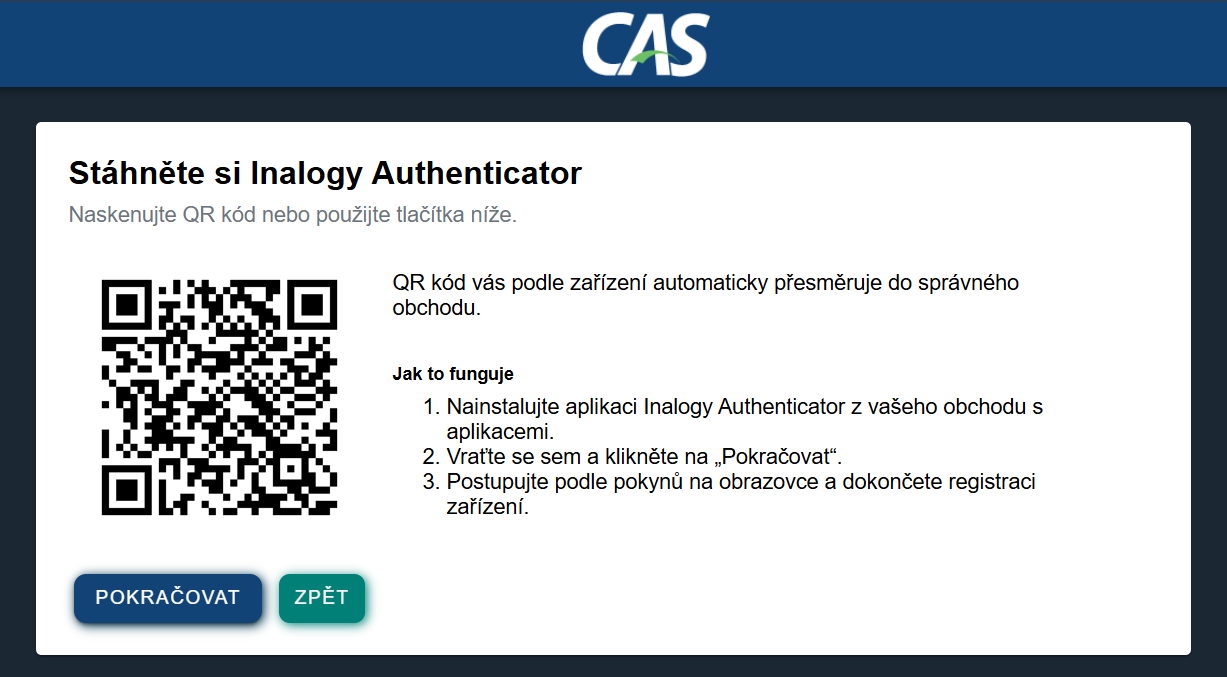 CAS
Stáhněte si Inalogy Authenticator
Naskenujte QR kód nebo použijte tlačítka níže.
QR kód vás podle zařízení automaticky přesměruje do správného
obchodu.
Jak to funguje
1. Nainstalujte aplikaci Inalogy Authenticator z vašeho obchodu s
aplikacemi.
2. Vraťte se sem a klikněte na „Pokračovat“.
3. Postupujte podle pokynů na obrazovce a dokončete registraci
zařízení.
POKRAČOVAT
ZPĚT